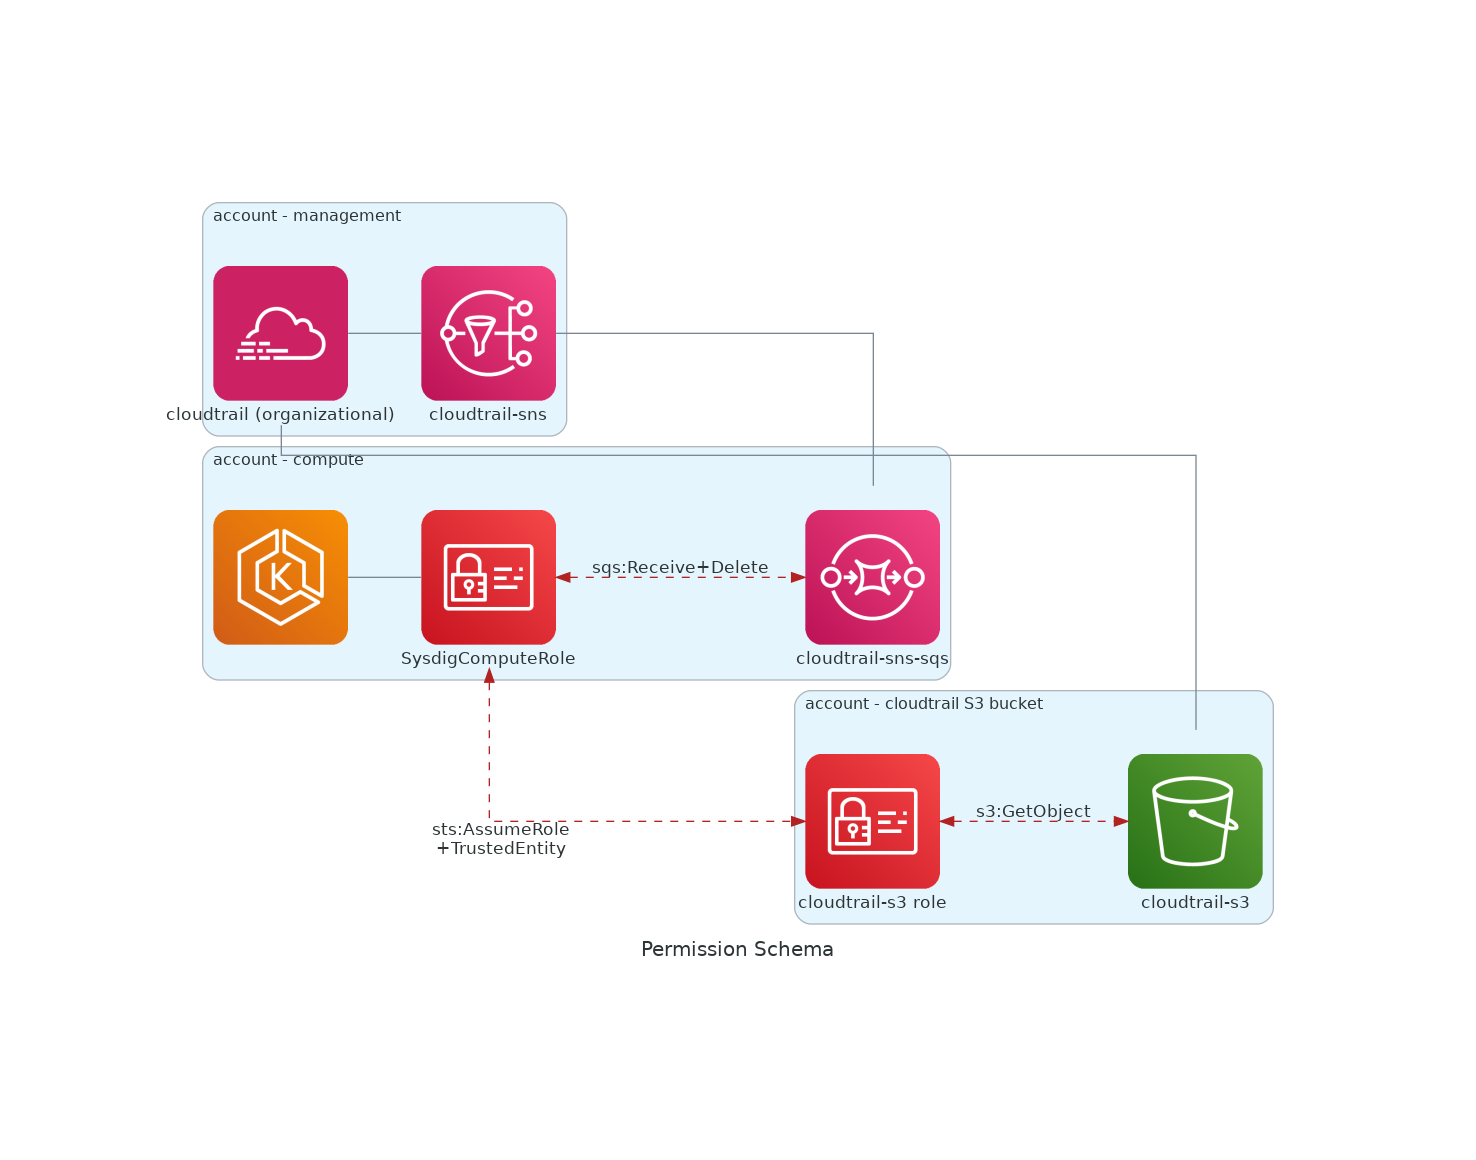 account - management
cloudtrail (organizational)
cloudtrail-sns
account - compute
K
sqs:Receive+Delete
SysdigComputeRole
cloudtrail-sns-sqs
account - cloudtrail S3 bucket
s3:GetObject
sts:AssumeRole
+TrustedEntity
cloudtrail-s3 role
cloudtrail-s3
Permission Schema